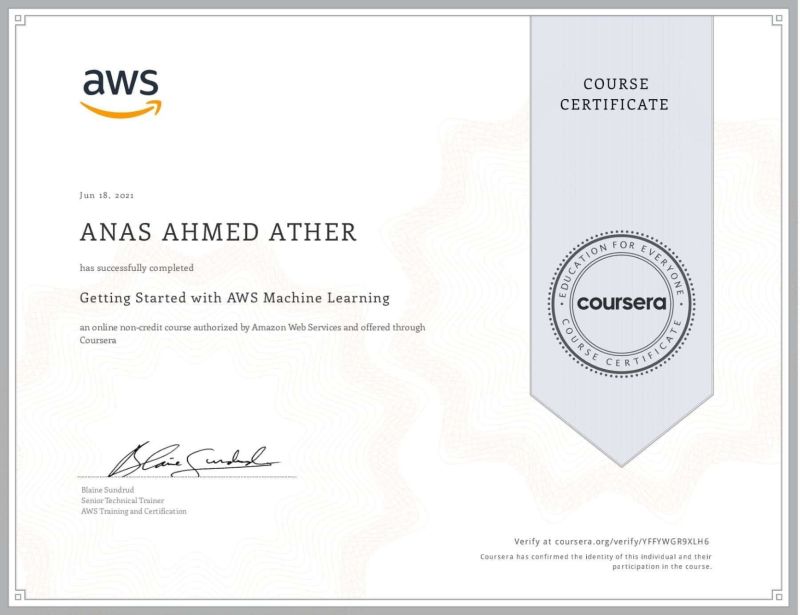 aws
COURSE
CERTIFICATE
Jun 18, 2021
ANAS AHMED ATHER
has successfully completed
Getting Started with AWS Machine Learning
an online non-credit course authorized by Amazon Web Services and offered through
Coursera
EDUCATION FOR EVERYONE
coursera
COURSE CERTIFICATE
Blaine Sundrud
Blaine Sundrud
Senior Technical Trainer
AWS Training and Certification
Verify at coursera.org/verify/YFFYWGR9XLH6
Coursera has confirmed the identity of this individual and their
participation in the course.